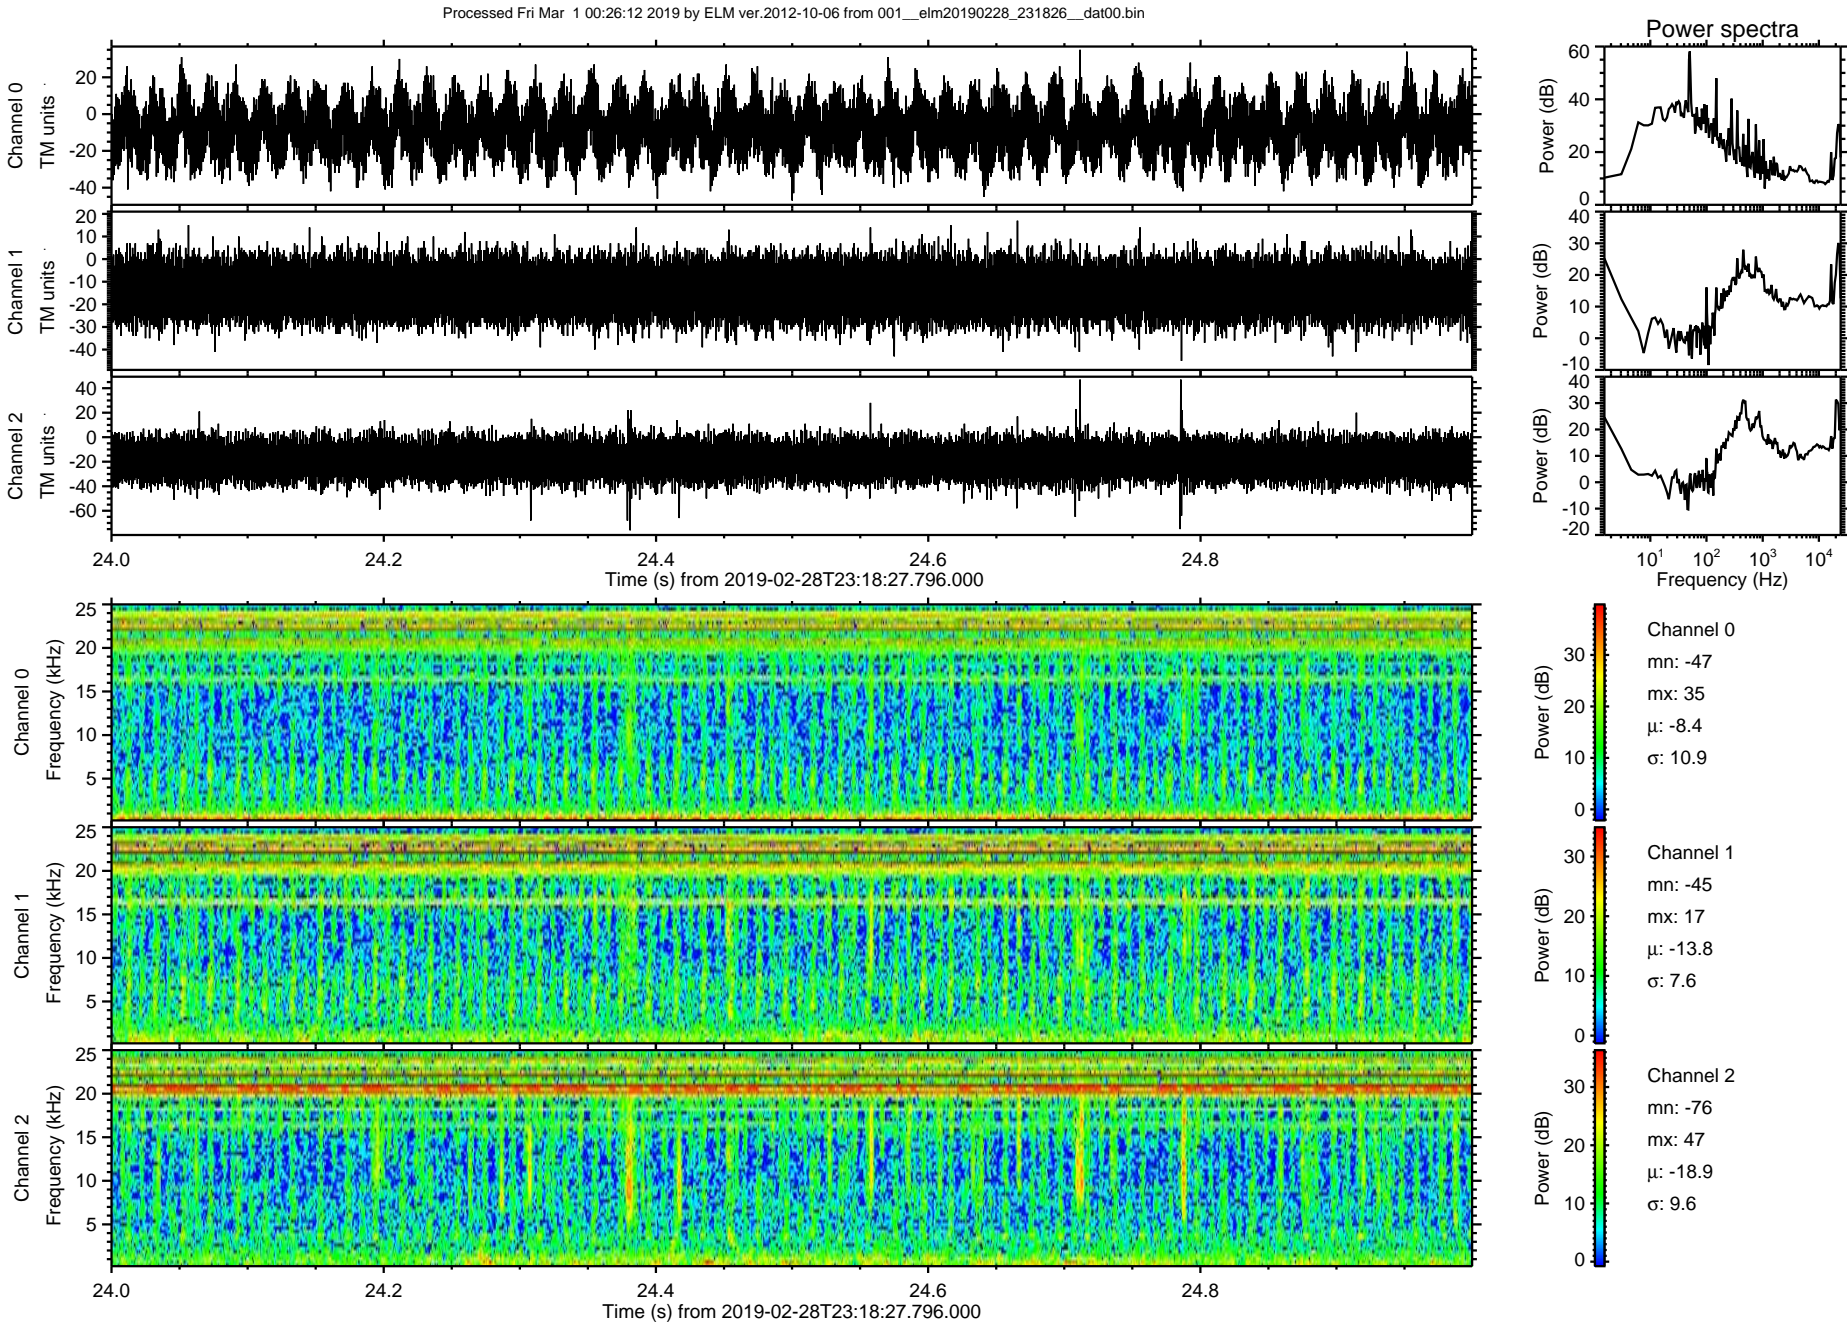 Processed Fri Mar  1 00:26:12 2019 by ELM ver.2012-10-06 from 001__elm20190228_231826__dat00.bin
Power spectra
Channel 0
TM units
20
0
-20
-40
Power (dB)
60
40
20
0
Channel 1
TM units
20
10
0
-10
-20
-30
-40
Power (dB)
40
30
20
10
0
-10
Channel 2
TM units
40
20
0
-20
-40
-60
Power (dB)
40
30
20
10
0
-10
-20
24.0 24.2 24.4 24.6 24.8
Time (s) from 2019-02-28T23:18:27.796.000
10¹ 10² 10³ 10⁴
Frequency (Hz)
Channel 0
Frequency (kHz)
25
20
15
10
5
Power (dB)
30
20
10
0
Channel 0
mn: -47
mx: 35
μ: -8.4
σ: 10.9
Channel 1
Frequency (kHz)
25
20
15
10
5
Power (dB)
30
20
10
0
Channel 1
mn: -45
mx: 17
μ: -13.8
σ: 7.6
Channel 2
Frequency (kHz)
25
20
15
10
5
Power (dB)
30
20
10
0
Channel 2
mn: -76
mx: 47
μ: -18.9
σ: 9.6
24.0 24.2 24.4 24.6 24.8
Time (s) from 2019-02-28T23:18:27.796.000